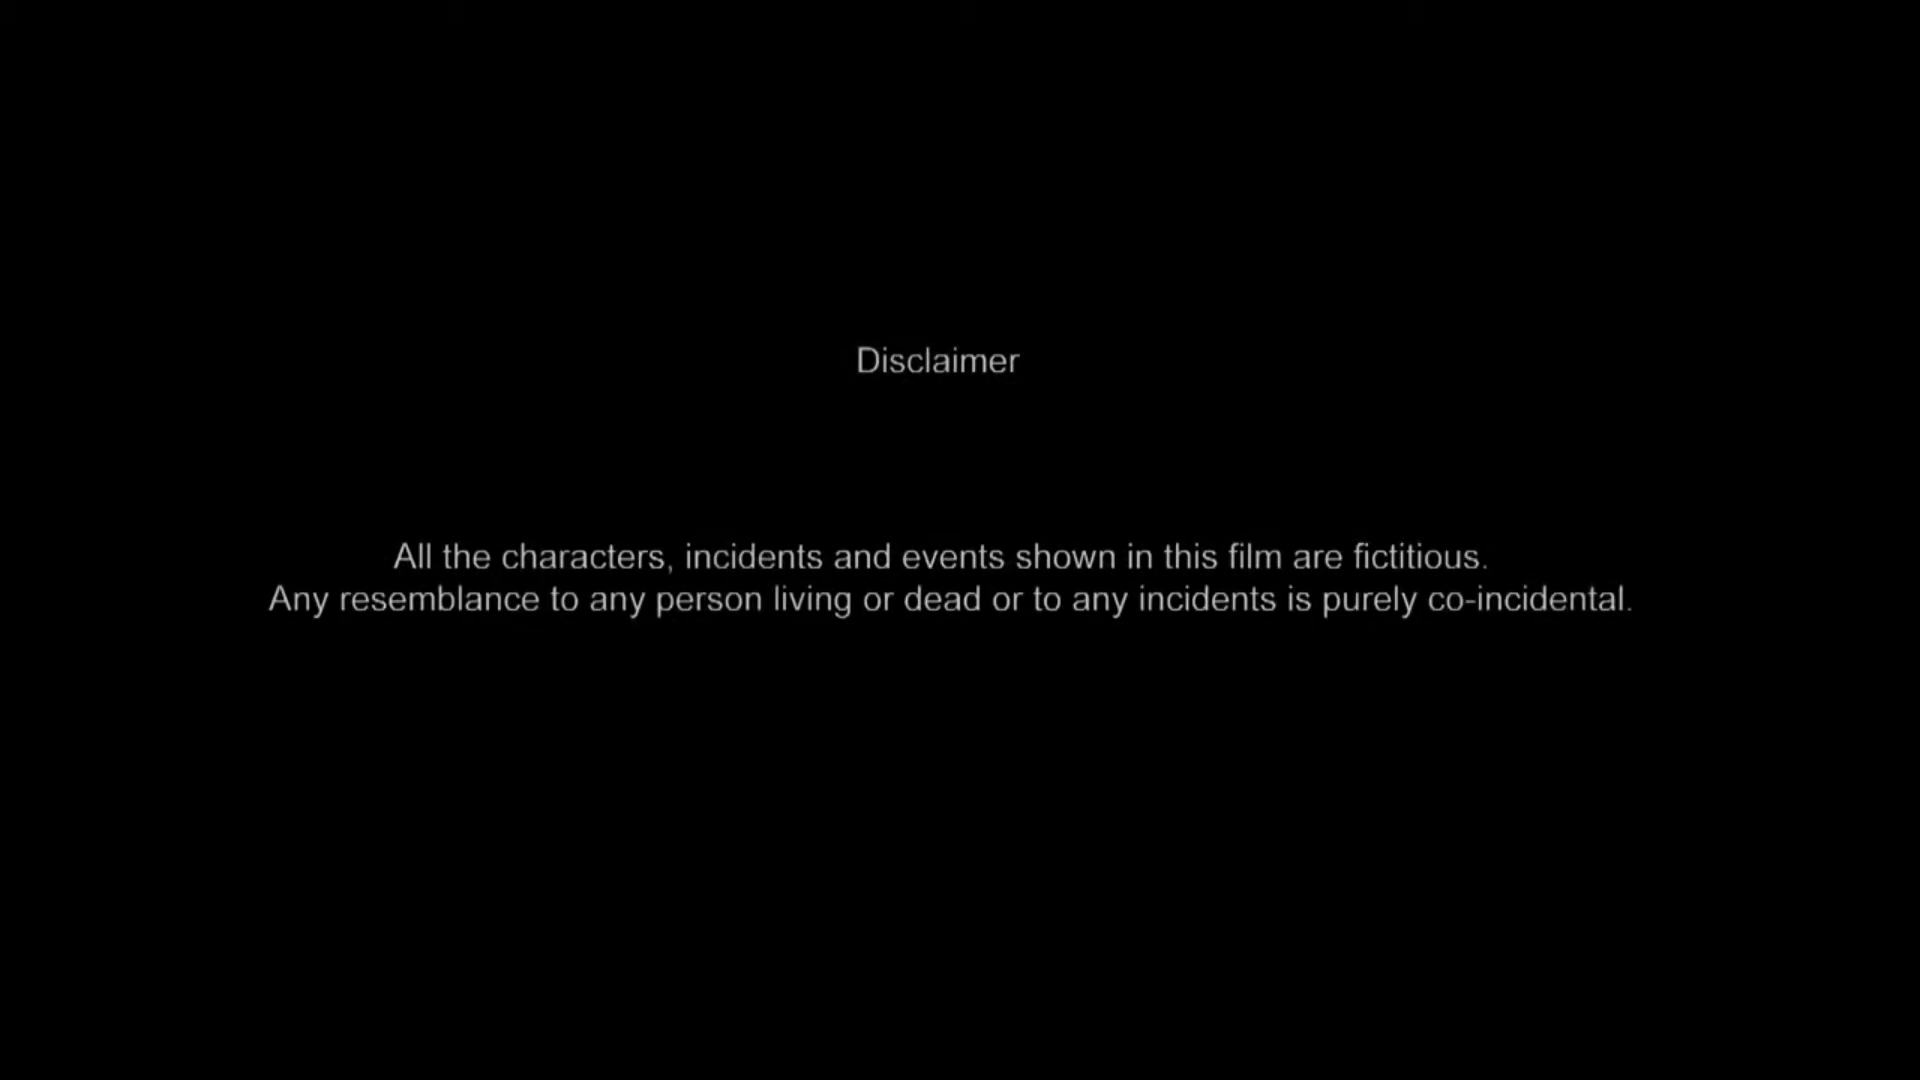 Disclaimer
All the characters, incidents and events shown in this film are fictitious.
Any resemblance to any person living or dead or to any incidents is purely co-incidental.